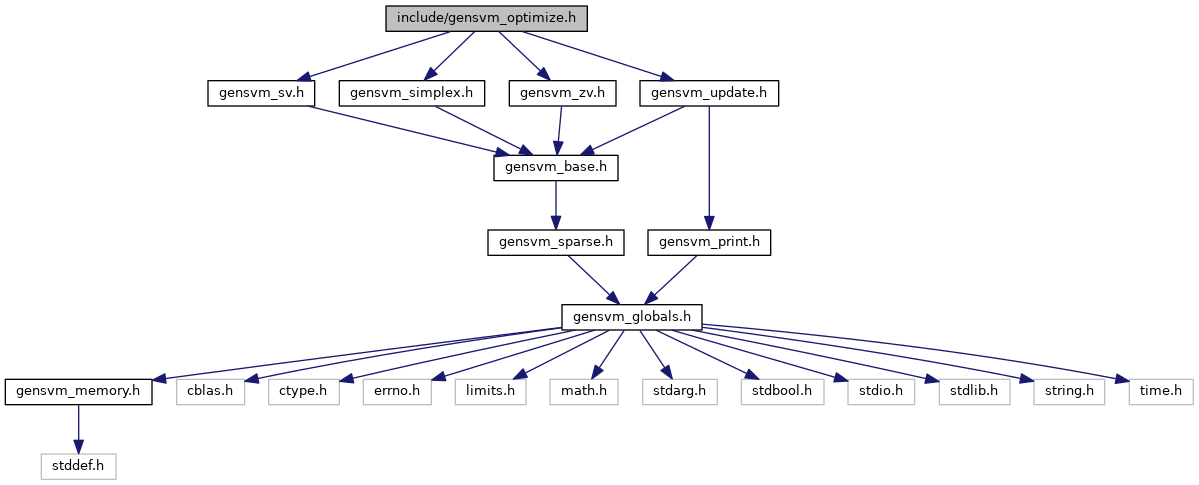 include/gensvm_optimize.h
gensvm_sv.h
gensvm_simplex.h
gensvm_zv.h
gensvm_update.h
gensvm_base.h
gensvm_sparse.h
gensvm_print.h
gensvm_globals.h
gensvm_memory.h
cblas.h
ctype.h
errno.h
limits.h
math.h
stdarg.h
stdbool.h
stdio.h
stdlib.h
string.h
time.h
stddef.h